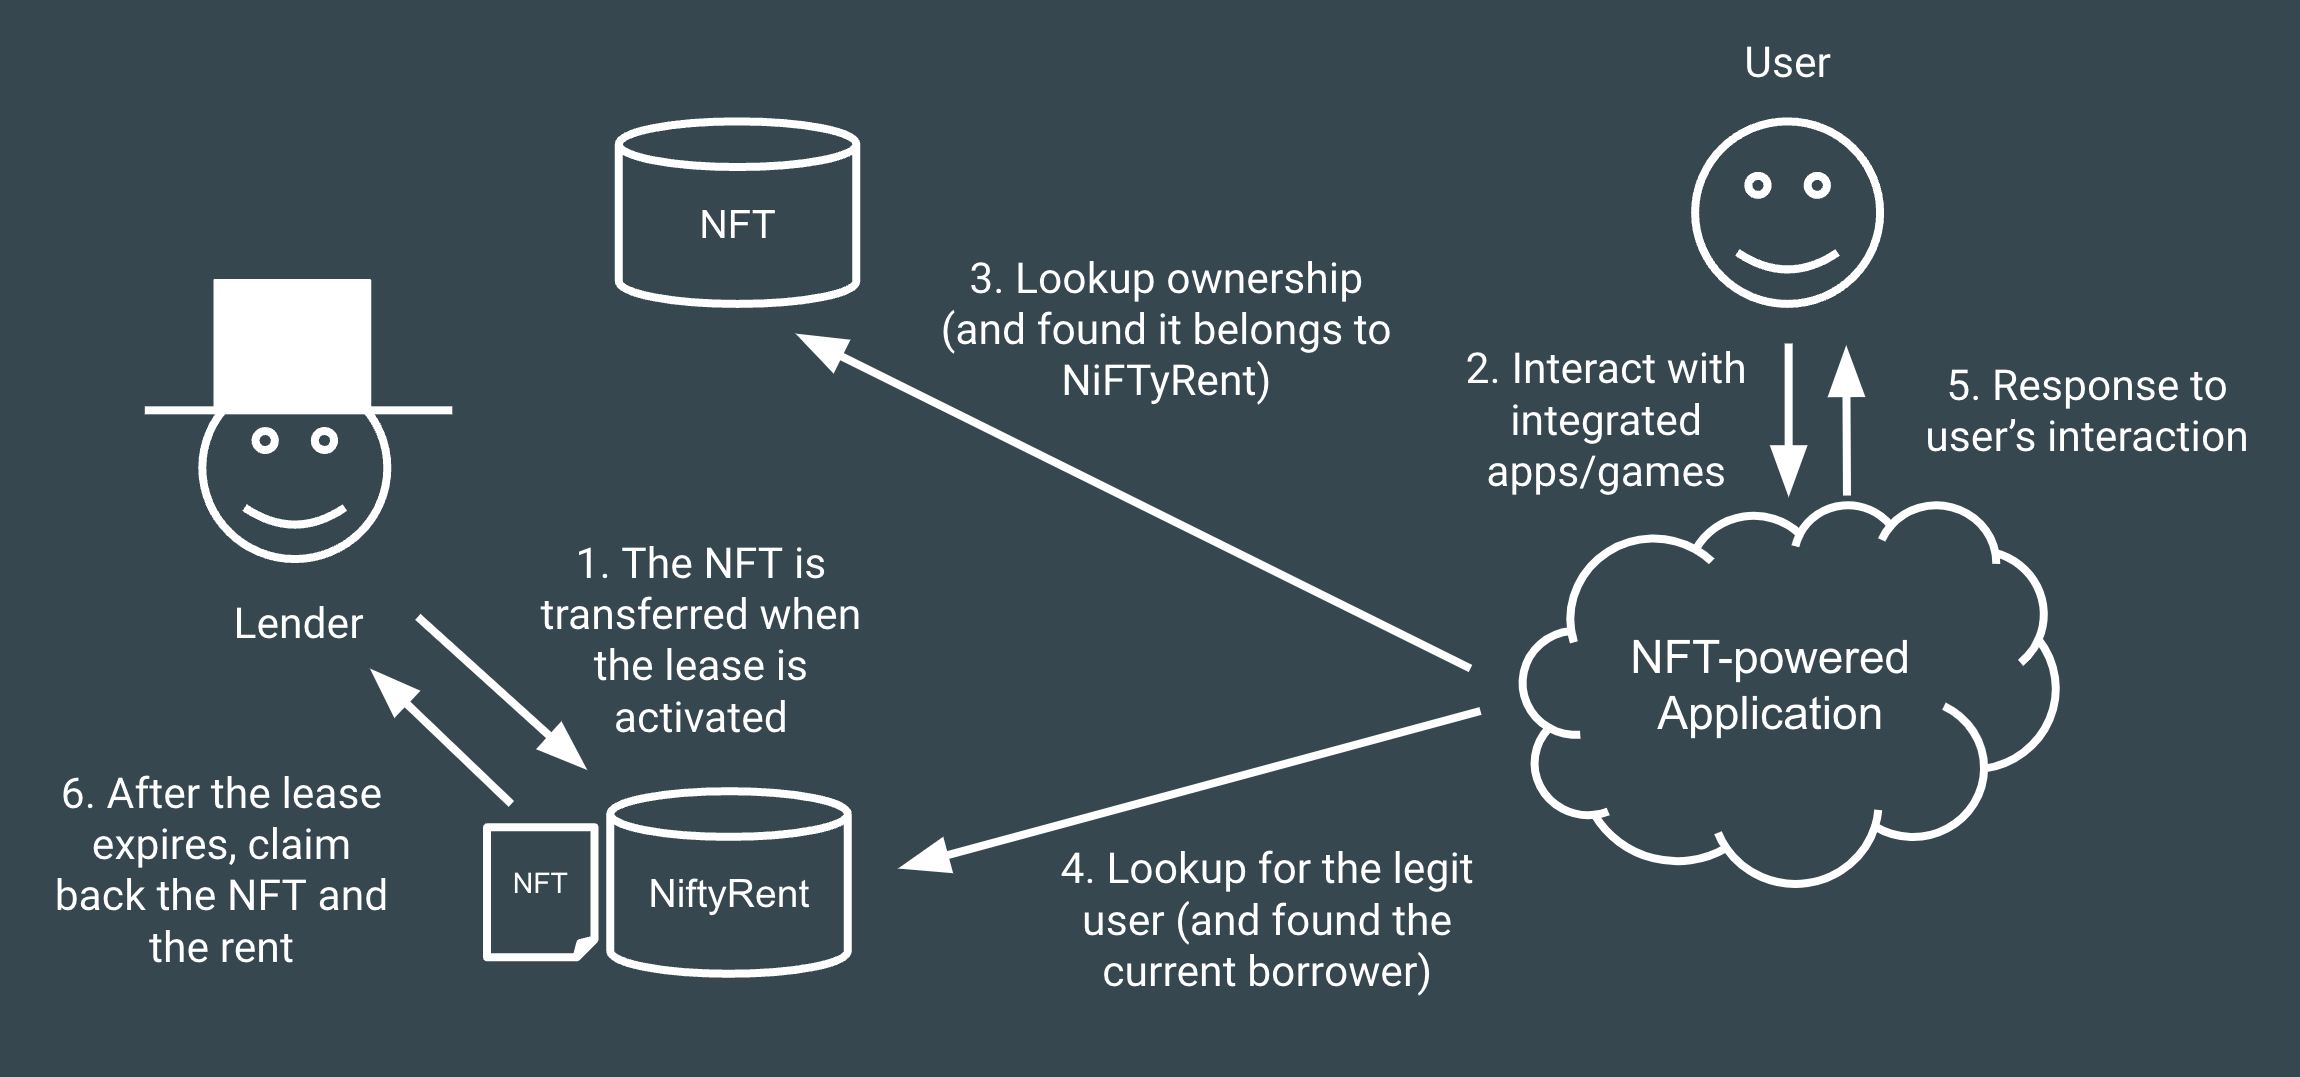 User
NFT
3. Lookup ownership
(and found it belongs to
NiFTyRent)
2. Interact with
integrated
apps/games
5. Response to
user’s interaction
Lender
1. The NFT is
transferred when
the lease is
activated
NFT-powered
Application
6. After the lease
expires, claim
back the NFT and
the rent
NFT
NiftyRent
4. Lookup for the legit
user (and found the
current borrower)